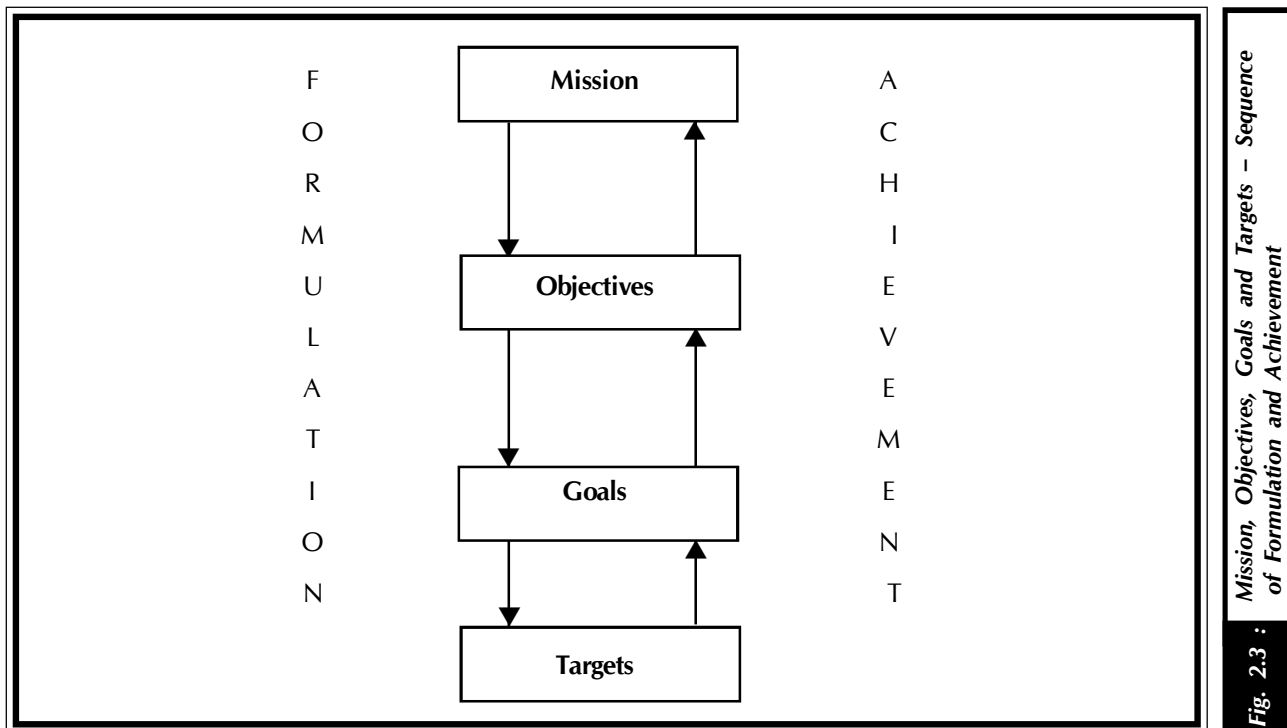 F
O
R
M
U
L
A
T
I
O
N
Mission
Objectives
Goals
Targets
A
C
H
I
E
V
E
M
E
N
T
Fig. 2.3 : Mission, Objectives, Goals and Targets – Sequence
of Formulation and Achievement